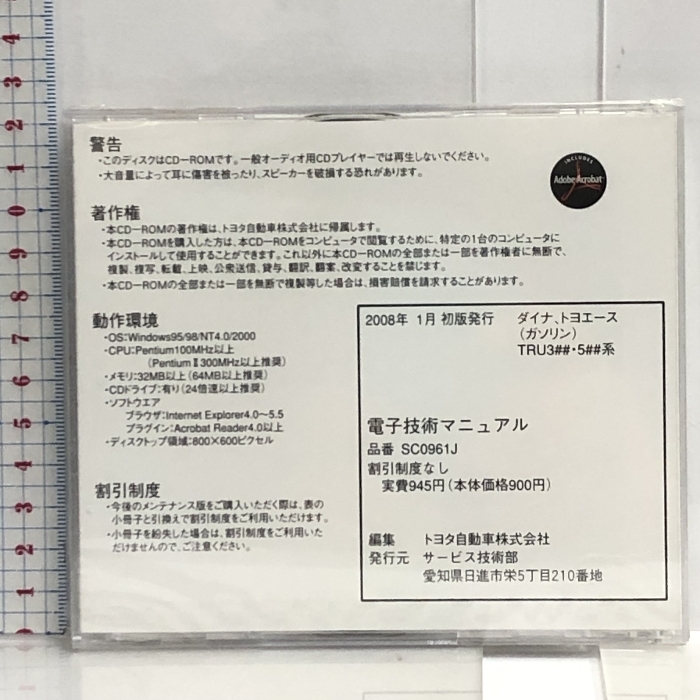 警告
・このディスクはCD-ROMです。一般オーディオ用CDプレイヤーでは再生しないでください。
・大音量によって耳に傷害を被ったり、スピーカーを破損する恐れがあります。
INCLUDES
Adobe Acrobat
著作権
・本CD-ROMの著作権は、トヨタ自動車株式会社に帰属します。
・本CD-ROMを購入した方は、本CD-ROMをコンピュータで閲覧するために、特定の1台のコンピュータに
インストールして使用することができます。これ以外に本CD-ROMの全部または一部を著作権者に無断で、
複製、複写、転載、上映、公衆送信、貸与、翻訳、翻案、改変することを禁じます。
・本CD-ROMの全部または一部を無断で複製等した場合は、損害賠償を請求することがあります。
動作環境
・OS:Windows95/98/NT4.0/2000
・CPU:Pentium100MHz以上
(PentiumⅡ300MHz以上推奨)
・メモリ:32MB以上(64MB以上推奨)
・CDドライブ:有り(24倍速以上推奨)
・ソフトウエア
ブラウザ:Internet Explorer4.0~5.5
プラグイン:Acrobat Reader4.0以上
・ディスクトップ領域:800×600ピクセル
割引制度
・今後のメンテナンス版をご購入いただく際は、表の
小冊子と引換えで割引制度をご利用いただけます。
・小冊子を紛失した場合は、割引制度をご利用いた
だけませんので、ご注意ください。
2008年 1月 初版発行
ダイナ、トヨエース
(ガソリン)
TRU3##・5##系
電子技術マニュアル
品番 SC0961J
割引制度なし
実費945円(本体価格900円)
編集 トヨタ自動車株式会社
発行元 サービス技術部
愛知県日進市栄5丁目210番地
4
3
2
1
0
9
8
7
6
5
4
3
2
1